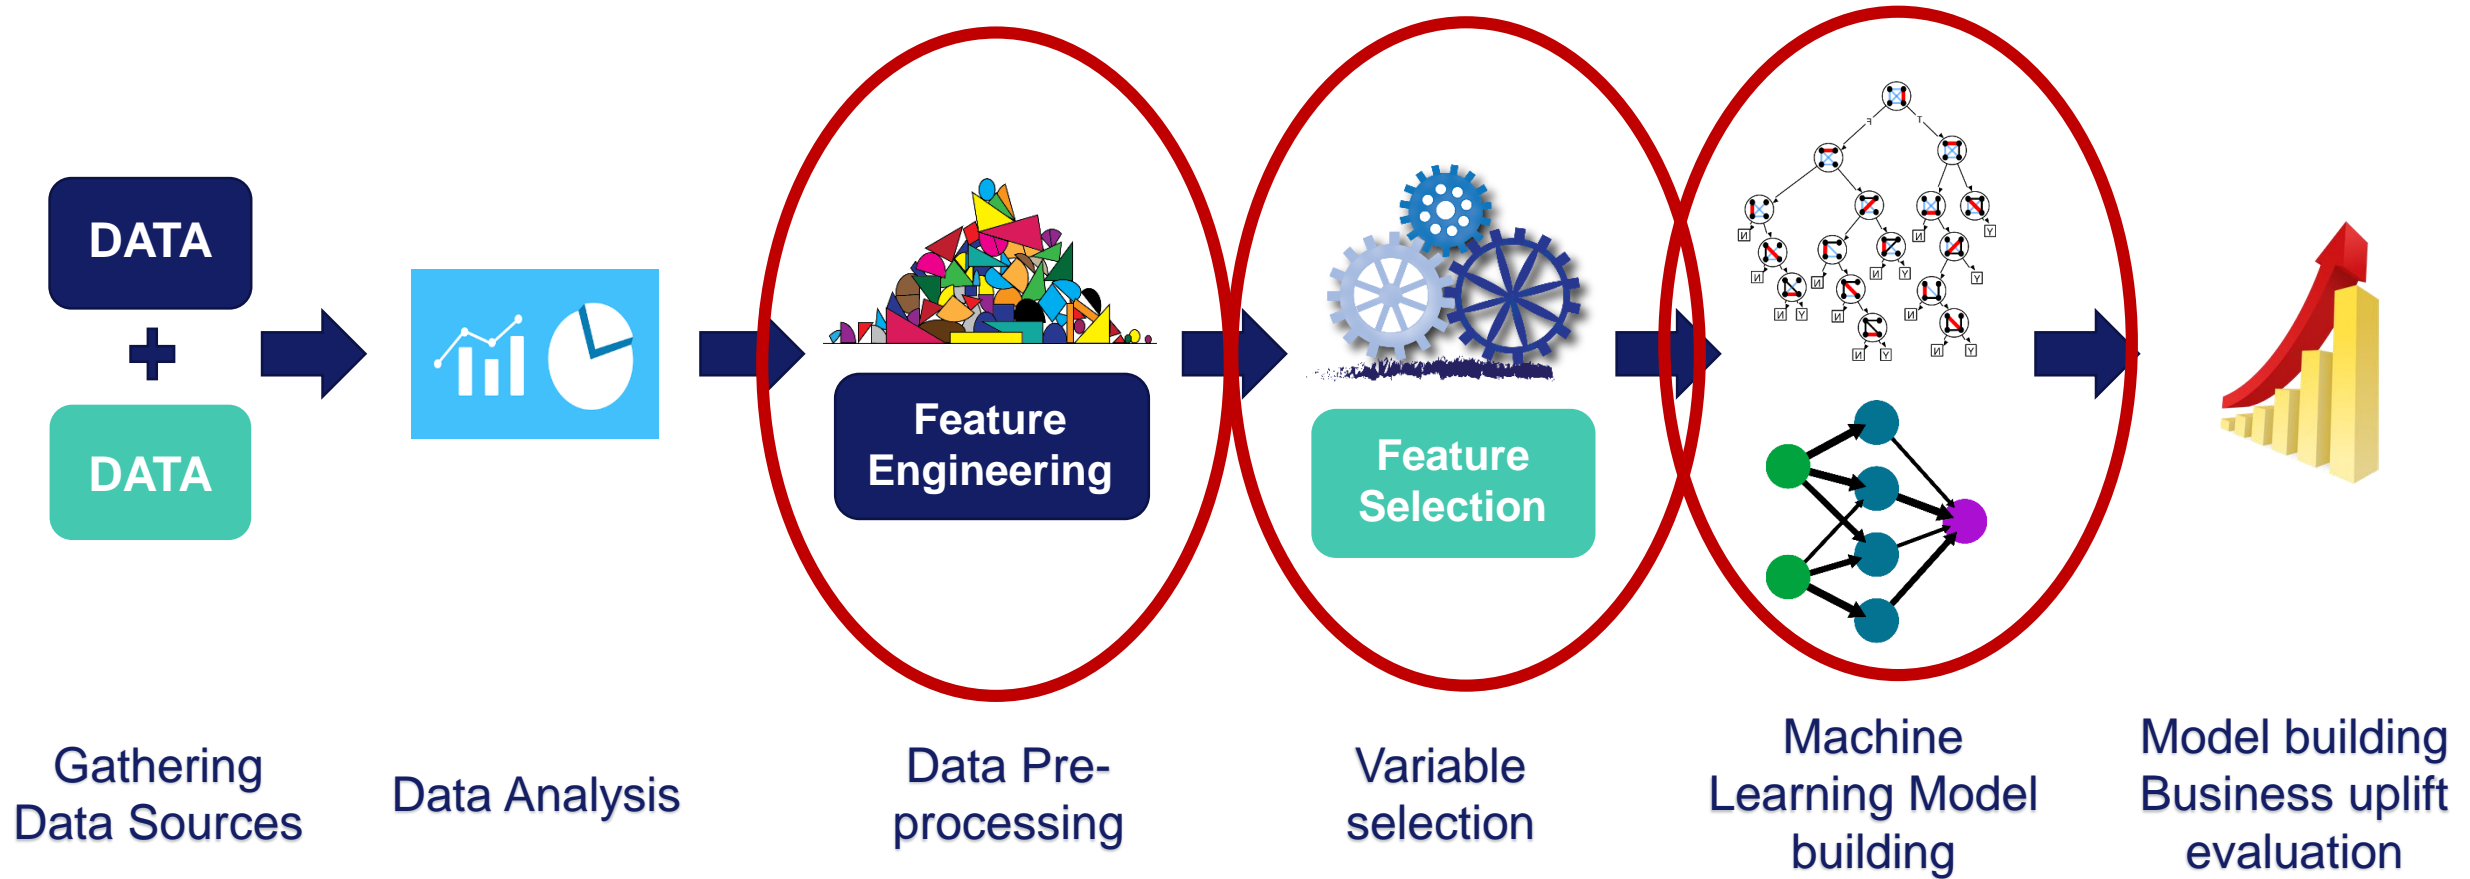 DATA
DATA
Feature
Engineering
Feature
Selection
F
T
Gathering
Data Sources
Data Analysis
Data Pre-
processing
Variable
selection
Machine
Learning Model
building
Model building
Business uplift
evaluation